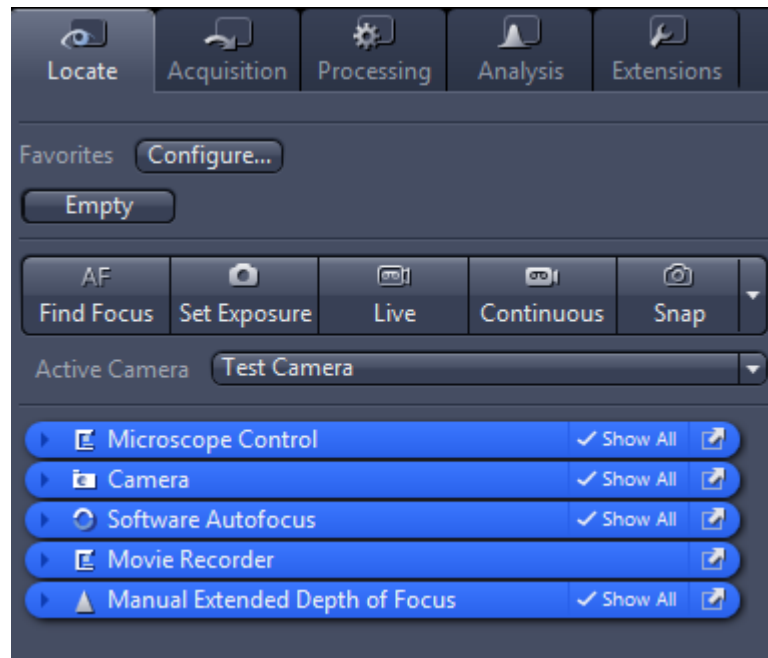 Locate Acquisition Processing Analysis Extensions
Favorites Configure...
Empty
AF
Find Focus Set Exposure Live Continuous Snap
Active Camera Test Camera
Microscope Control Show All
Camera Show All
Software Autofocus Show All
Movie Recorder
Manual Extended Depth of Focus Show All